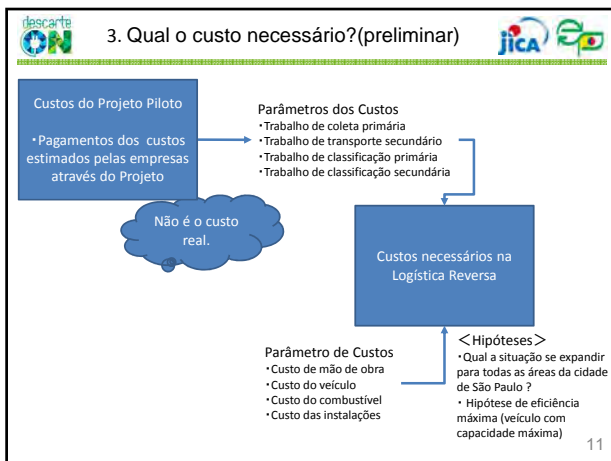 descarte
ON
3. Qual o custo necessário?(preliminar)
jICA
Custos do Projeto Piloto
・Pagamentos dos custos
estimados pelas empresas
através do Projeto
Não é o custo
real.
Parâmetros dos Custos
・Trabalho de coleta primária
・Trabalho de transporte secundário
・Trabalho de classificação primária
・Trabalho de classificação secundária
Custos necessários na
Logística Reversa
Parâmetro de Custos
・Custo de mão de obra
・Custo do veículo
・Custo do combustível
・Custo das instalações
＜Hipóteses＞
・Qual a situação se expandir
para todas as áreas da cidade
de São Paulo ?
・ Hipótese de eficiência
máxima (veículo com
capacidade máxima)
11